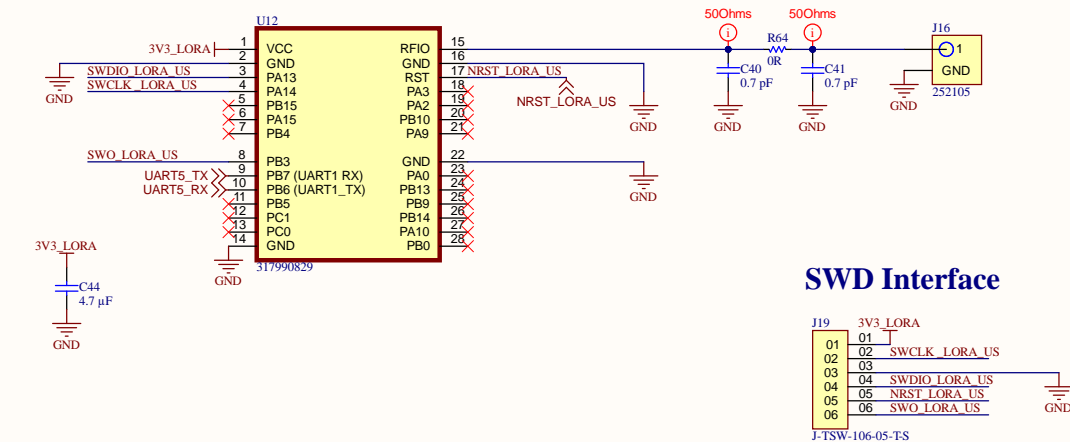 U12
317990829
3V3_LORA
GND
SWDIO_LORA_US
SWCLK_LORA_US
SWO_LORA_US
UART5_TX
UART5_RX
GND
1 VCC
2 GND
3 PA13
4 PA14
5 PB15
6 PA15
7 PB4
8 PB3
9 PB7 (UART1 RX)
10 PB6 (UART1_TX)
11 PB5
12 PC1
13 PC0
14 GND
RFIO 15
GND 16
RST 17 NRST_LORA_US
PA3 18
PA2 19
PB10 20
PA9 21
GND 22
PA0 23
PB13 24
PB9 25
PB14 26
PA10 27
PB0 28
NRST_LORA_US
GND
GND
50Ohms
i
50Ohms
i
R64
0R
C40
0.7 pF
GND
C41
0.7 pF
GND
J16
1
GND
252105
GND
3V3_LORA
C44
4.7 µF
GND
SWD Interface
J19
3V3_LORA
01 01
02 02 SWCLK_LORA_US
03 03
04 04 SWDIO_LORA_US
05 05 NRST_LORA_US
06 06 SWO_LORA_US
GND
J-TSW-106-05-T-S